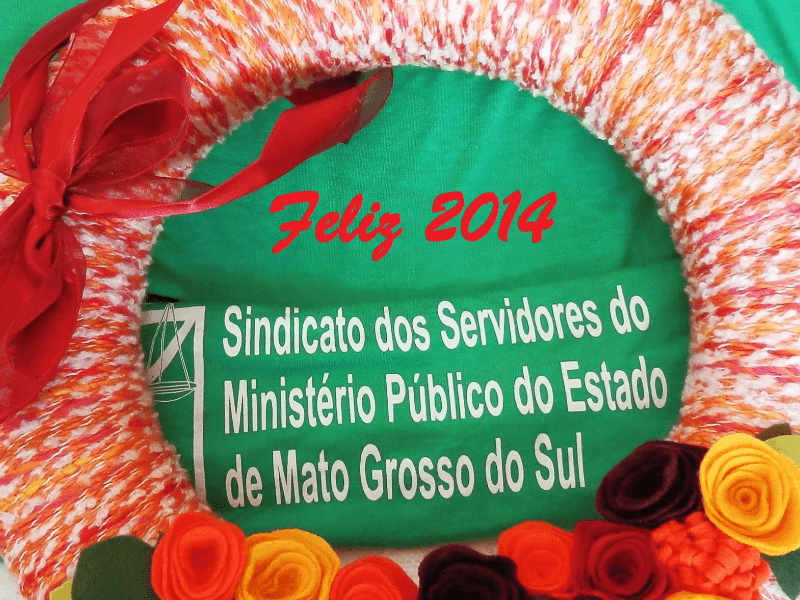 Feliz 2014
Sindicato dos Servidores do
Ministério Público do Estado
de Mato Grosso do Sul